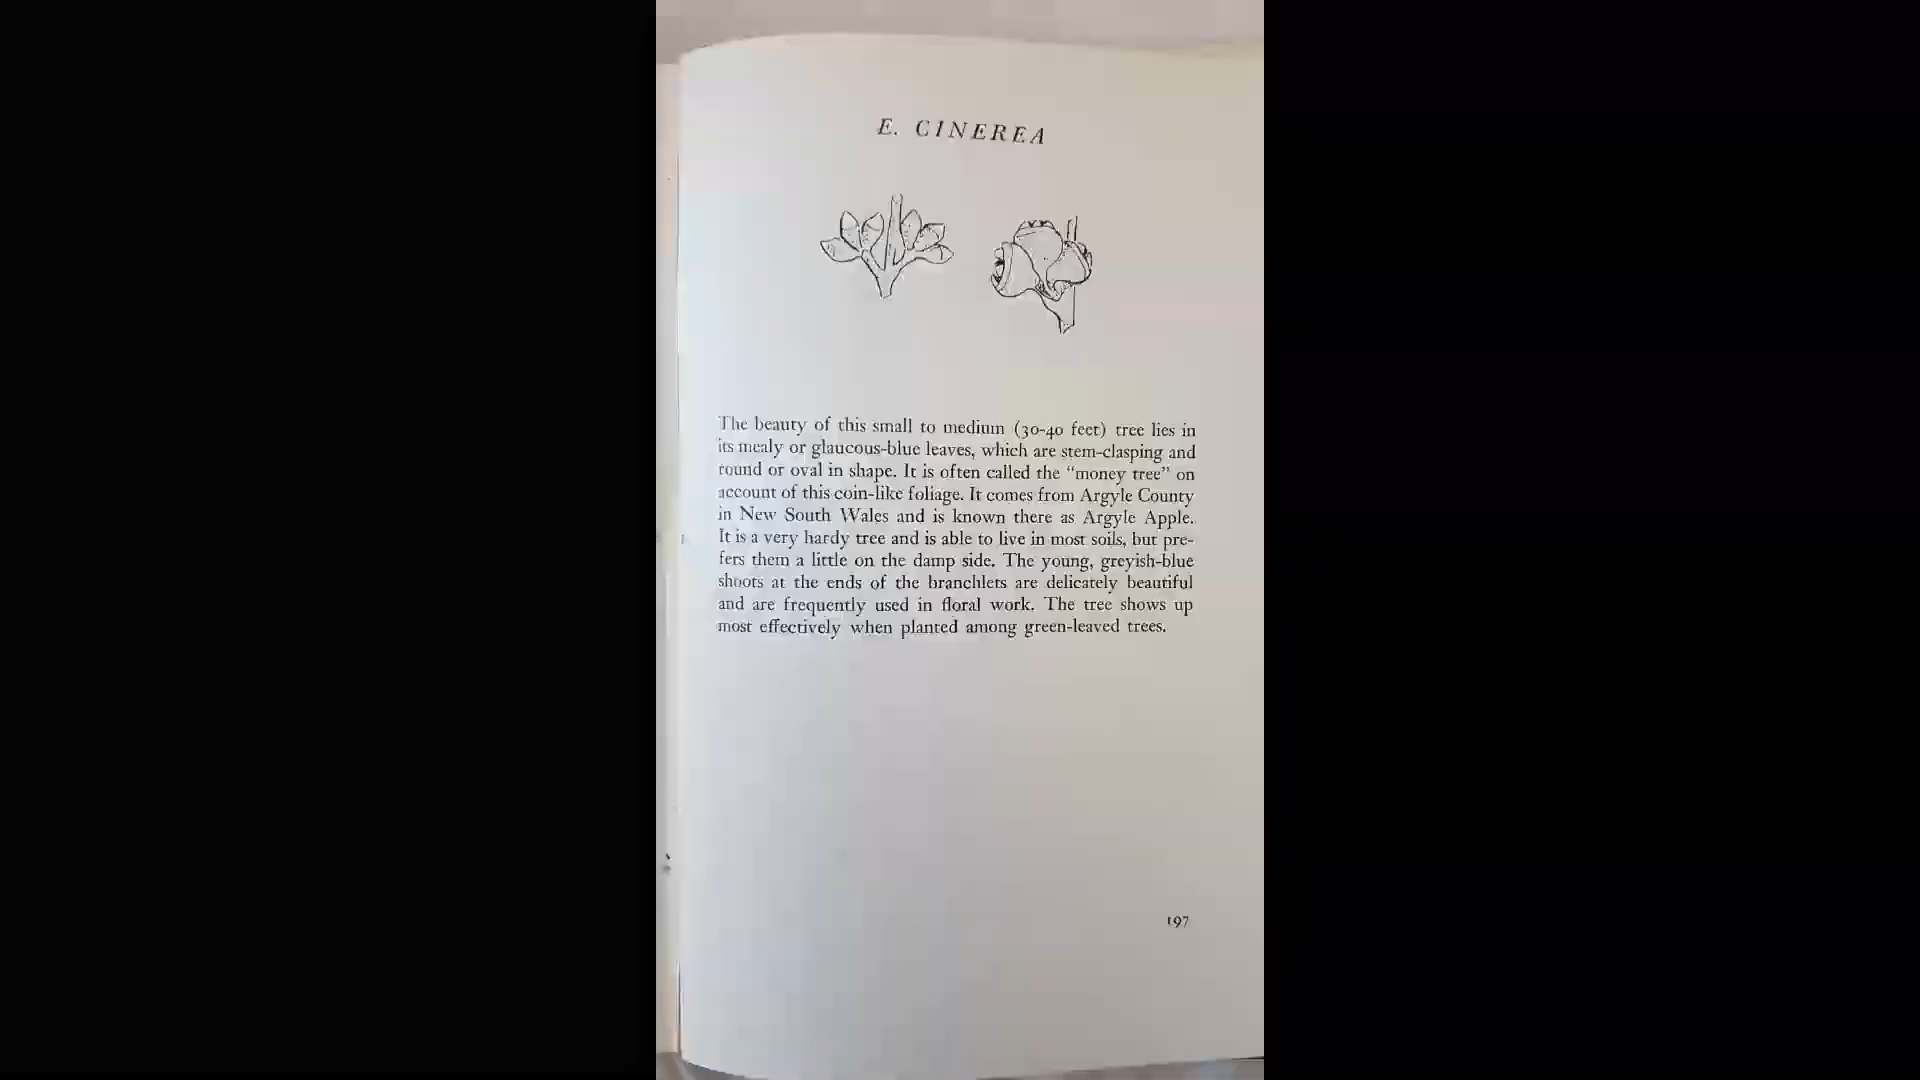 E. CINEREA
The beauty of this small to medium (30-40 feet) tree lies in
its mealy or glaucous-blue leaves, which are stem-clasping and
round or oval in shape. It is often called the “money tree” on
account of this coin-like foliage. It comes from Argyle County
in New South Wales and is known there as Argyle Apple.
It is a very hardy tree and is able to live in most soils, but pre-
fers them a little on the damp side. The young, greyish-blue
shoots at the ends of the branchlets are delicately beautiful
and are frequently used in floral work. The tree shows up
most effectively when planted among green-leaved trees.
197